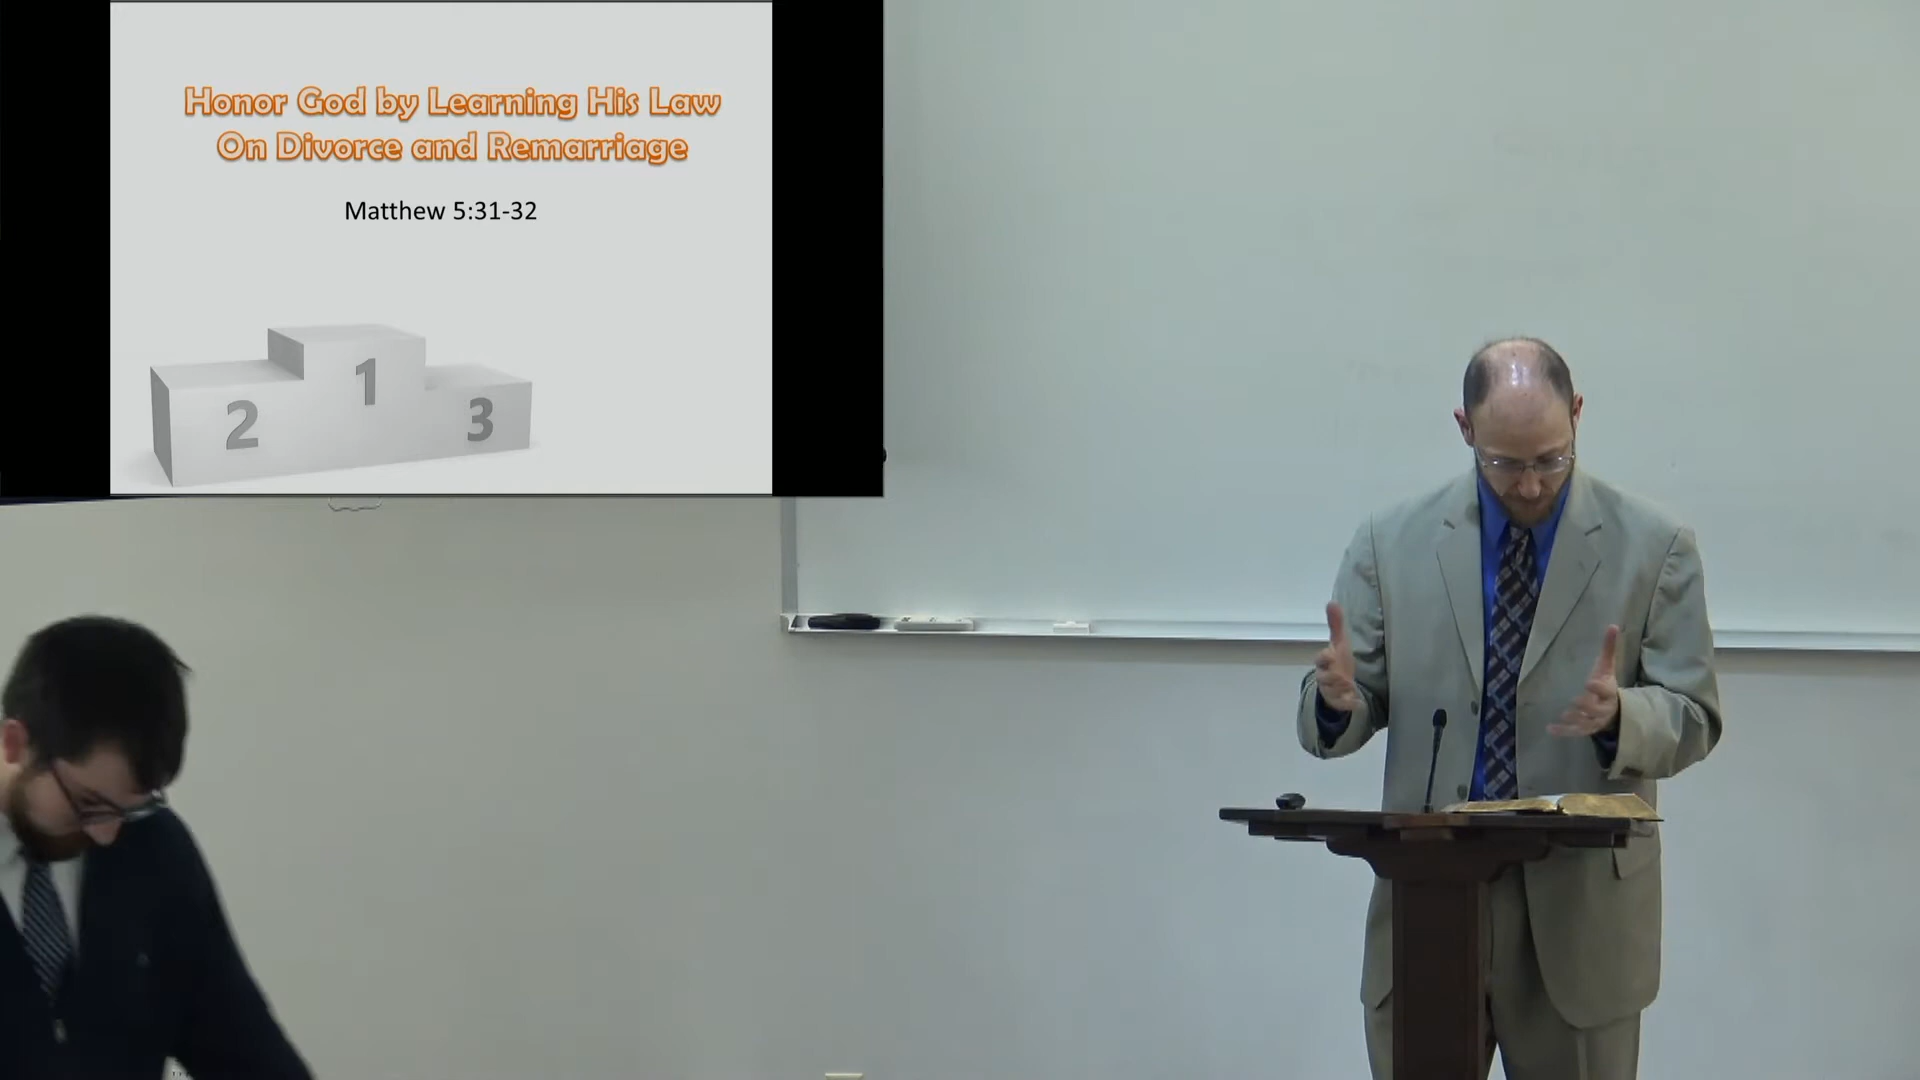 Honor God by Learning His Law
On Divorce and Remarriage
Matthew 5:31-32
1
2
3